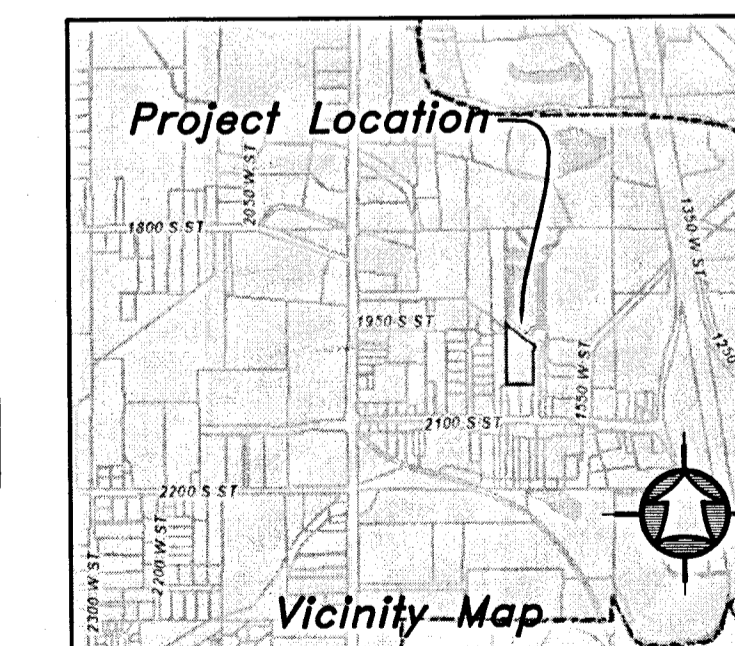 Project Location
2050 W ST
1800 S ST
1350 W ST
1950 S ST
1250
1550 W ST
2100 S ST
2200 S ST
2200 W ST
2300 W ST
Vicinity Map